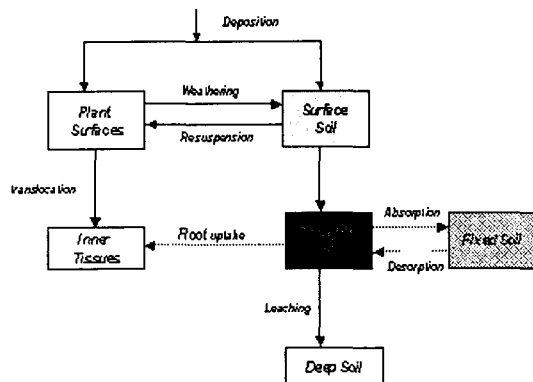 Deposition
Weathering
Plant
Surfaces
Surface
Soil
Resuspension
Translocation
Absorption
Root uptake
Fixed Soil
Inner
Tissues
Desorption
Leaching
Deep Soil